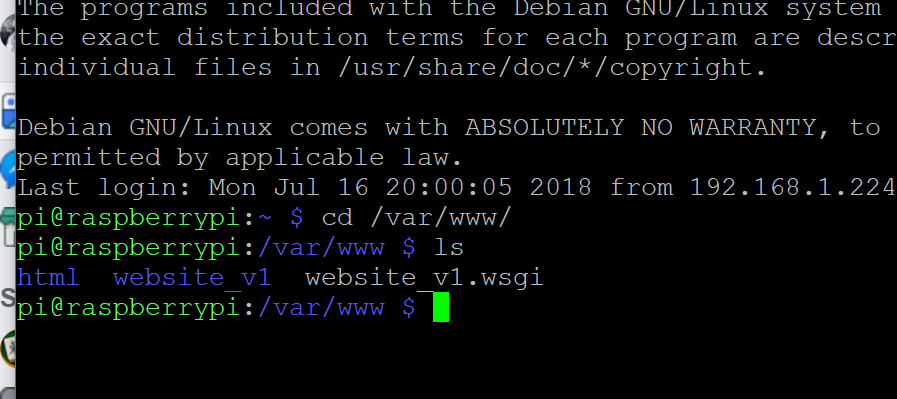 The programs included with the Debian GNU/Linux system
the exact distribution terms for each program are descr
individual files in /usr/share/doc/*/copyright.
Debian GNU/Linux comes with ABSOLUTELY NO WARRANTY, to
permitted by applicable law.
Last login: Mon Jul 16 20:00:05 2018 from 192.168.1.224
pi@raspberrypi:~ $ cd /var/www/
pi@raspberrypi:/var/www $ ls
html  website_v1  website_v1.wsgi
pi@raspberrypi:/var/www $
S